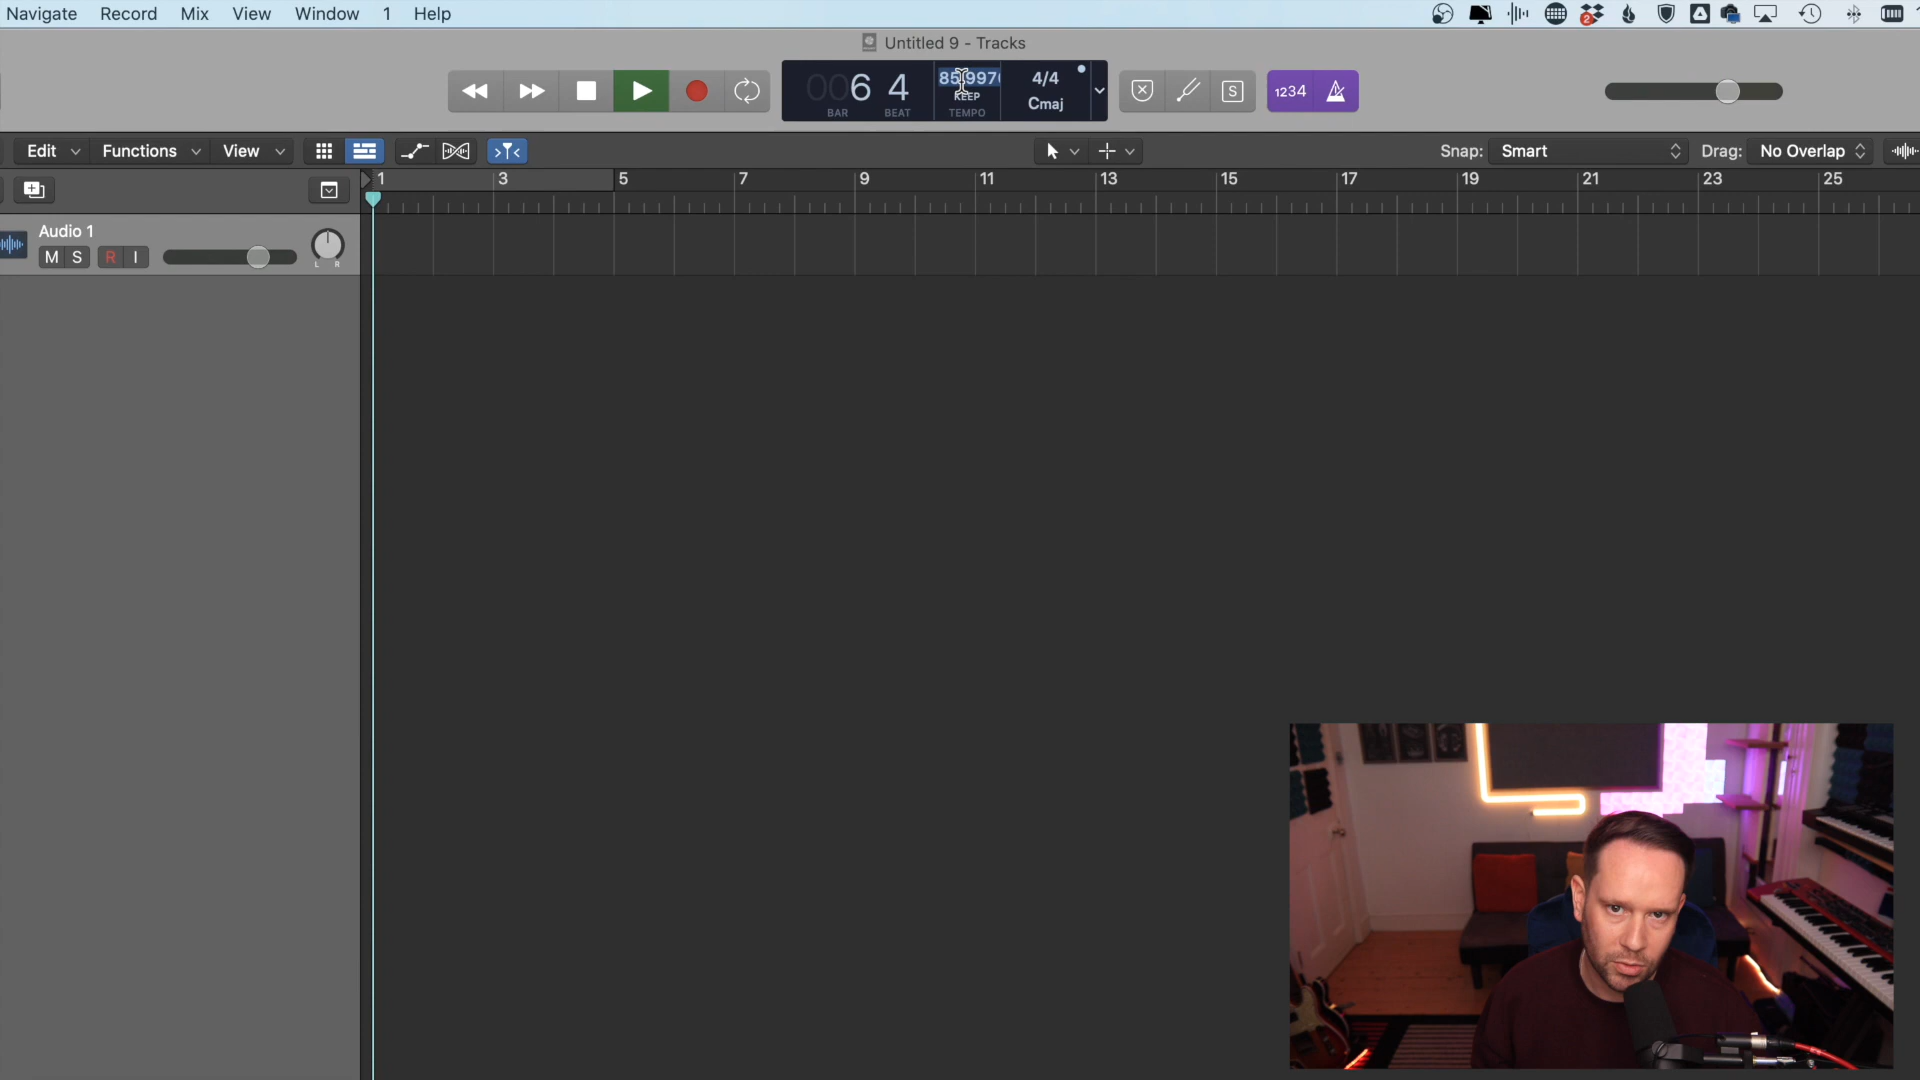 Navigate Mix Record View Window 1 Help
Untitled 9 - Tracks
006 4 4/4
KEEP
Cmaj
BAR BEAT TEMPO
S 1234
Edit Functions View Snap: Smart Drag: No Overlap
1 3 5 7 9 11 13 15 17 19 21 23 25
Audio 1
M S R I
L R
2